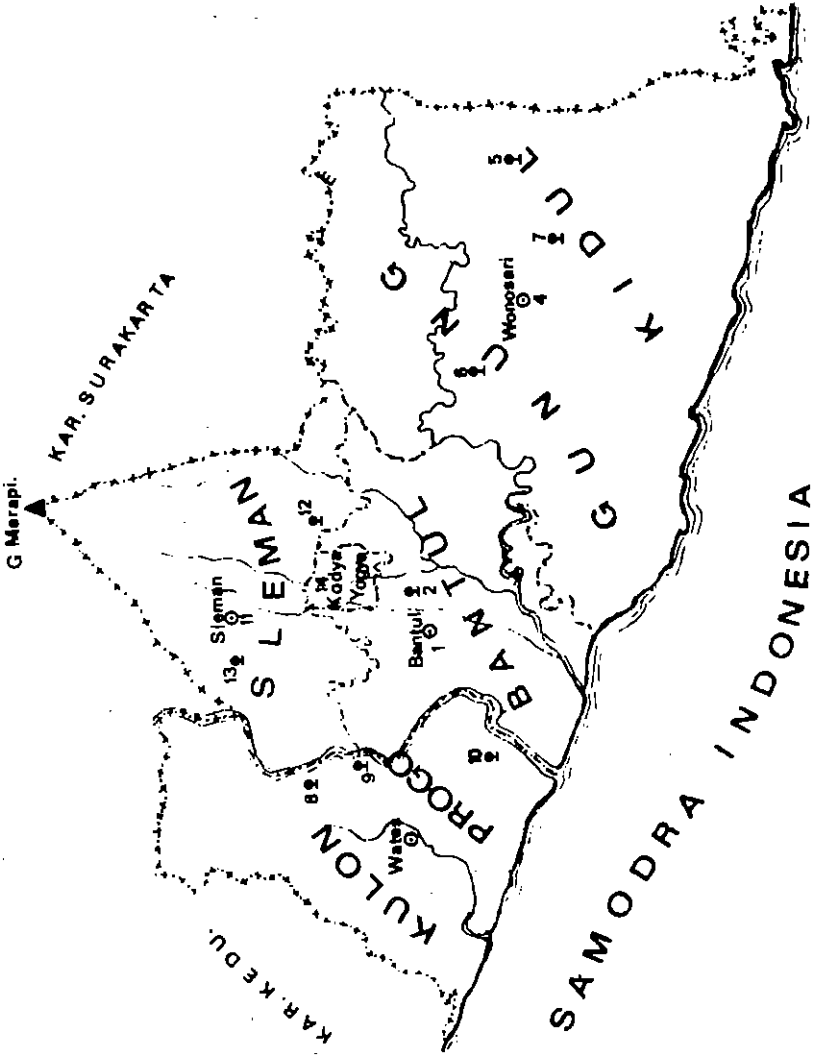 G Merapi.
KAR. SURAKARTA
KAR. KEDU.
SLEMAN
Sleman
11
12
13
14
Kodya
Yogya
BANTUL
Bantul
1
2
KULON
PROGO
Wates
8
9
10
GUNUNG
KIDUL
Wonosari
4
5
6
7
SAMODRA INDONESIA